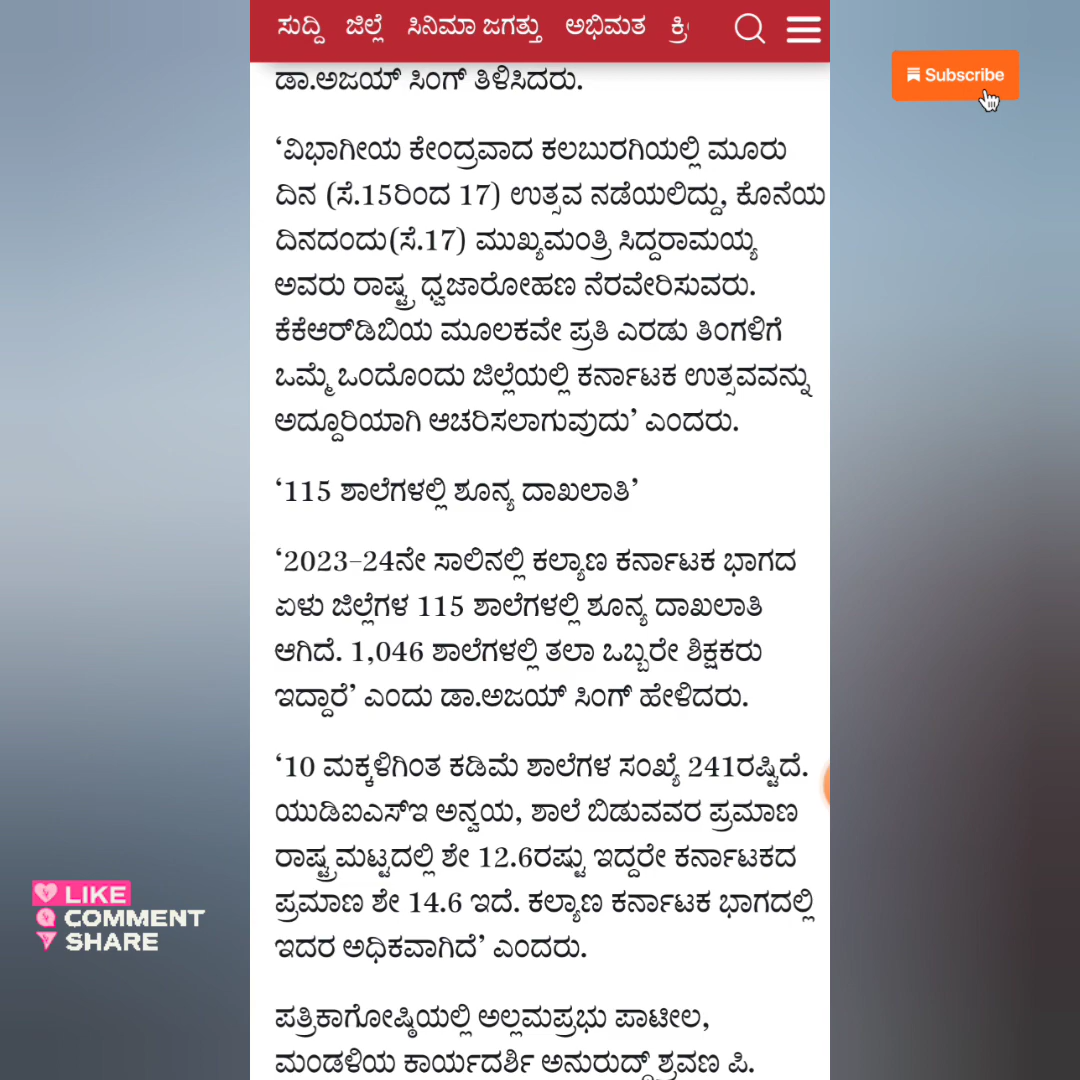 ಸುದ್ದಿ ಜಿಲ್ಲೆ ಸಿನಿಮಾ ಜಗತ್ತು ಅಭಿಮತ ಕ್ರಿ
Subscribe
ಡಾ.ಅಜಯ್ ಸಿಂಗ್ ತಿಳಿಸಿದರು.
‘ವಿಭಾಗೀಯ ಕೇಂದ್ರವಾದ ಕಲಬುರಗಿಯಲ್ಲಿ ಮೂರು
ದಿನ (ಸೆ.15ರಿಂದ 17) ಉತ್ಸವ ನಡೆಯಲಿದ್ದು, ಕೊನೆಯ
ದಿನದಂದು(ಸೆ.17) ಮುಖ್ಯಮಂತ್ರಿ ಸಿದ್ದರಾಮಯ್ಯ
ಅವರು ರಾಷ್ಟ್ರ ಧ್ವಜಾರೋಹಣ ನೆರವೇರಿಸುವರು.
ಕೆಕೆಆರ್‌ಡಿಬಿಯ ಮೂಲಕವೇ ಪ್ರತಿ ಎರಡು ತಿಂಗಳಿಗೆ
ಒಮ್ಮೆ ಒಂದೊಂದು ಜಿಲ್ಲೆಯಲ್ಲಿ ಕರ್ನಾಟಕ ಉತ್ಸವವನ್ನು
ಅದ್ದೂರಿಯಾಗಿ ಆಚರಿಸಲಾಗುವುದು’ ಎಂದರು.
‘115 ಶಾಲೆಗಳಲ್ಲಿ ಶೂನ್ಯ ದಾಖಲಾತಿ’
‘2023–24ನೇ ಸಾಲಿನಲ್ಲಿ ಕಲ್ಯಾಣ ಕರ್ನಾಟಕ ಭಾಗದ
ಏಳು ಜಿಲ್ಲೆಗಳ 115 ಶಾಲೆಗಳಲ್ಲಿ ಶೂನ್ಯ ದಾಖಲಾತಿ
ಆಗಿದೆ. 1,046 ಶಾಲೆಗಳಲ್ಲಿ ತಲಾ ಒಬ್ಬರೇ ಶಿಕ್ಷಕರು
ಇದ್ದಾರೆ’ ಎಂದು ಡಾ.ಅಜಯ್ ಸಿಂಗ್ ಹೇಳಿದರು.
‘10 ಮಕ್ಕಳಿಗಿಂತ ಕಡಿಮೆ ಶಾಲೆಗಳ ಸಂಖ್ಯೆ 241ರಷ್ಟಿದೆ.
ಯುಡಿಐಎಸ್‌ಇ ಅನ್ವಯ, ಶಾಲೆ ಬಿಡುವವರ ಪ್ರಮಾಣ
ರಾಷ್ಟ್ರಮಟ್ಟದಲ್ಲಿ ಶೇ 12.6ರಷ್ಟು ಇದ್ದರೇ ಕರ್ನಾಟಕದ
ಪ್ರಮಾಣ ಶೇ 14.6 ಇದೆ. ಕಲ್ಯಾಣ ಕರ್ನಾಟಕ ಭಾಗದಲ್ಲಿ
ಇದರ ಅಧಿಕವಾಗಿದೆ’ ಎಂದರು.
LIKE
COMMENT
SHARE
ಪತ್ರಿಕಾಗೋಷ್ಠಿಯಲ್ಲಿ ಅಲ್ಲಮಪ್ರಭು ಪಾಟೀಲ,
ಮಂಡಳಿಯ ಕಾರ್ಯದರ್ಶಿ ಅನುರುದ್ಧ್ ಶ್ರವಣ ಪಿ.